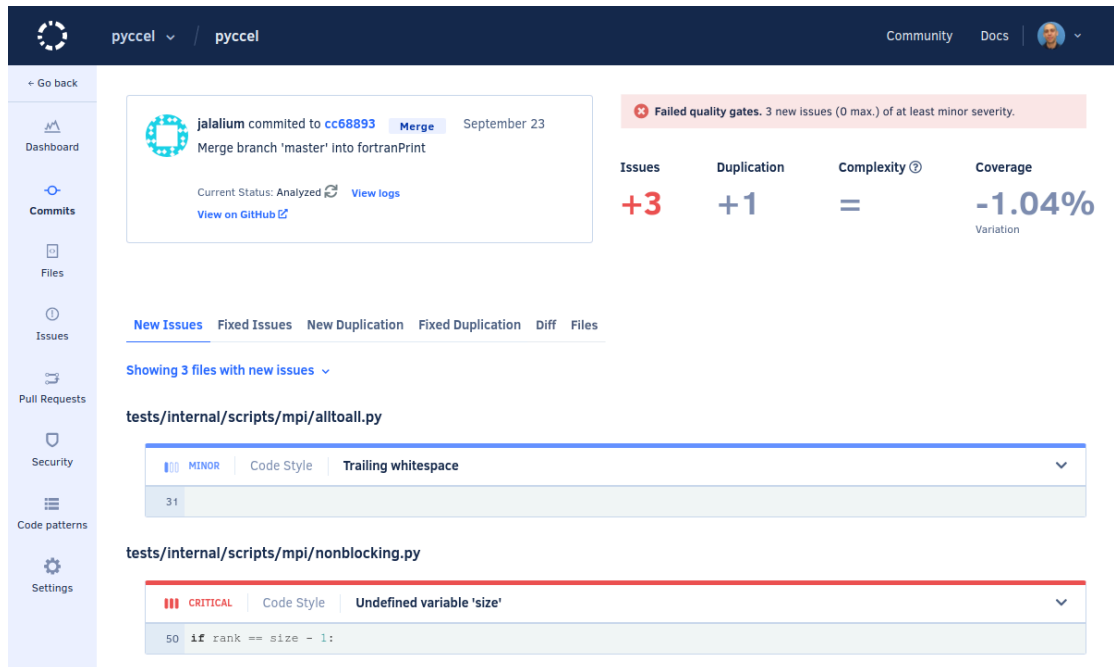 pyccel / pyccel
Community Docs
← Go back
Dashboard
Commits
Files
Issues
Pull Requests
Security
Code patterns
Settings
jalalium commited to cc68893 Merge September 23
Merge branch 'master' into fortranPrint
Current Status: Analyzed View logs
View on GitHub
Failed quality gates. 3 new issues (0 max.) of at least minor severity.
Issues Duplication Complexity ? Coverage
+3 +1 = -1.04%
Variation
New Issues Fixed Issues New Duplication Fixed Duplication Diff Files
Showing 3 files with new issues
tests/internal/scripts/mpi/alltoall.py
MINOR Code Style Trailing whitespace
31
tests/internal/scripts/mpi/nonblocking.py
CRITICAL Code Style Undefined variable 'size'
50 if rank == size - 1: